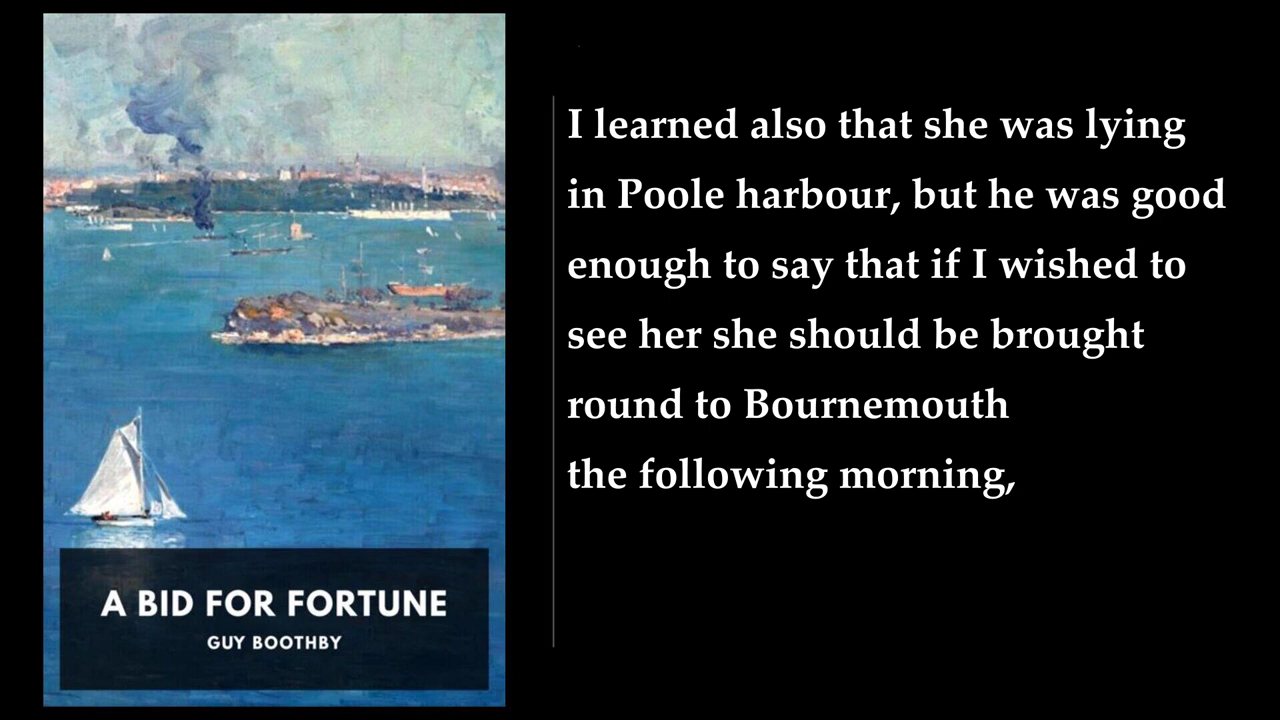 I learned also that she was lying
in Poole harbour, but he was good
enough to say that if I wished to
see her she should be brought
round to Bournemouth
the following morning,
A BID FOR FORTUNE
GUY BOOTHBY